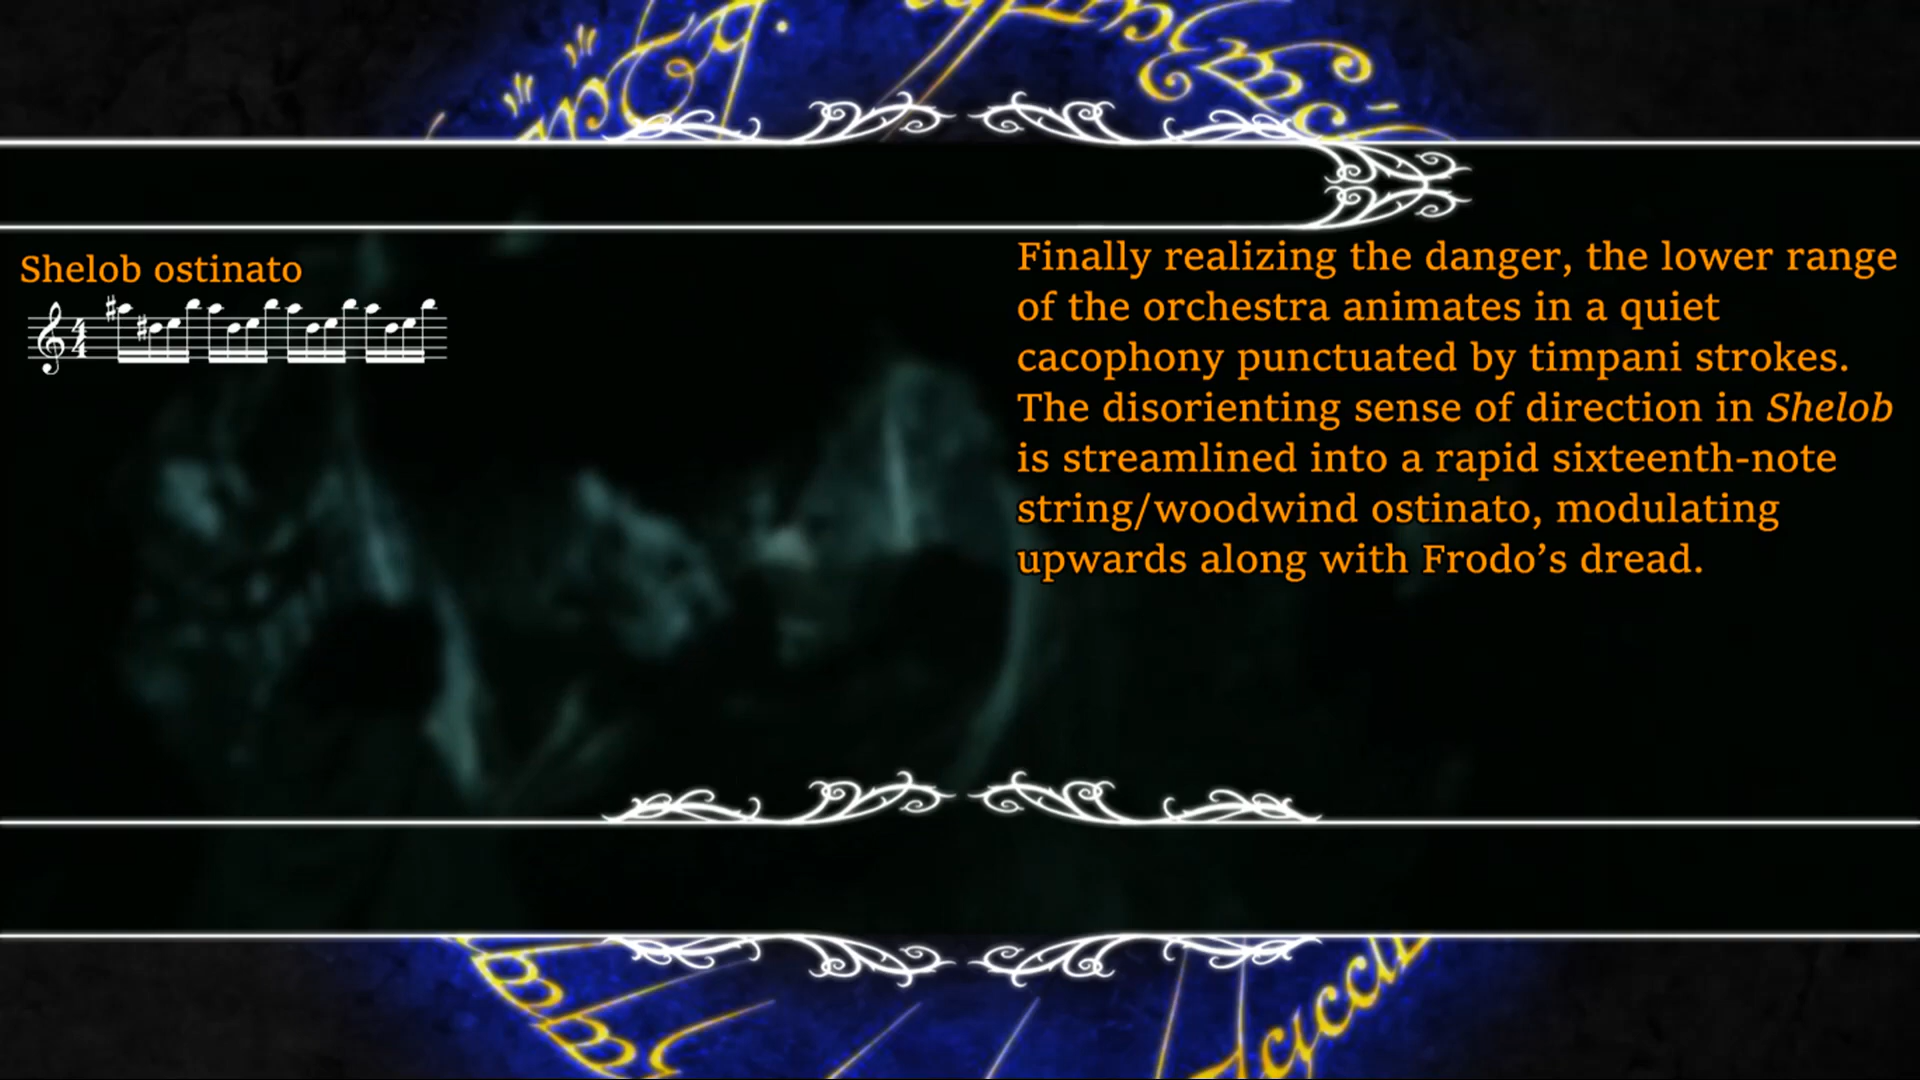 Shelob ostinato
Finally realizing the danger, the lower range
of the orchestra animates in a quiet
cacophony punctuated by timpani strokes.
The disorienting sense of direction in Shelob
is streamlined into a rapid sixteenth-note
string/woodwind ostinato, modulating
upwards along with Frodo’s dread.